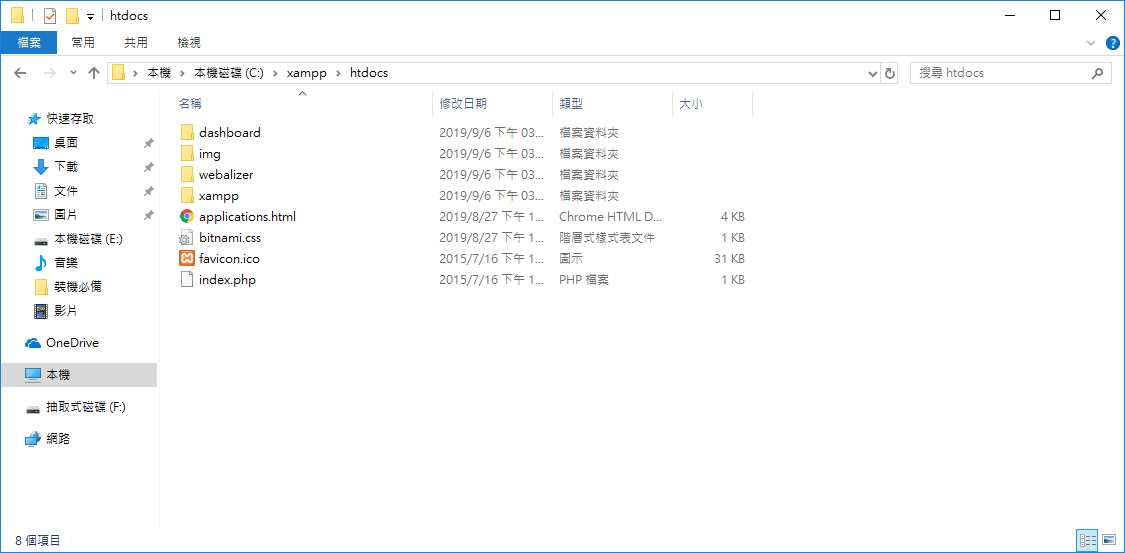 htdocs
檔案 常用 共用 檢視
本機 本機磁碟 (C:) xampp htdocs 搜尋 htdocs
名稱 修改日期 類型 大小
快速存取
桌面
下載
文件
圖片
本機磁碟 (E:)
音樂
裝機必備
影片
OneDrive
本機
抽取式磁碟 (F:)
網路
dashboard 2019/9/6 下午 03... 檔案資料夾
img 2019/9/6 下午 03... 檔案資料夾
webalizer 2019/9/6 下午 03... 檔案資料夾
xampp 2019/9/6 下午 03... 檔案資料夾
applications.html 2019/8/27 下午 1... Chrome HTML D... 4 KB
bitnami.css 2019/8/27 下午 1... 階層式樣式表文件 1 KB
favicon.ico 2015/7/16 下午 1... 圖示 31 KB
index.php 2015/7/16 下午 1... PHP 檔案 1 KB
8 個項目